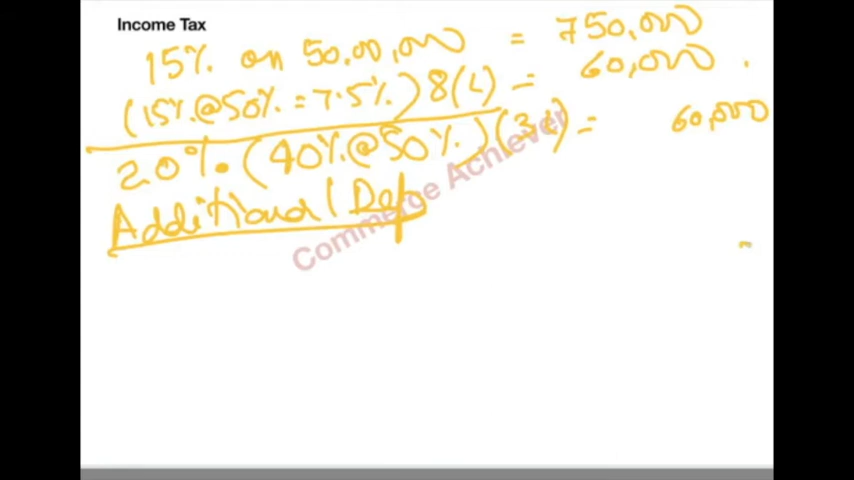 Income Tax
15% on 50,00,000 = 750,000
(15% @ 50% = 7.5%) 8(L) = 60,000
20%. (40% @ 50%) (3L) = 60,000
Additional Dep
Commerce Achiever